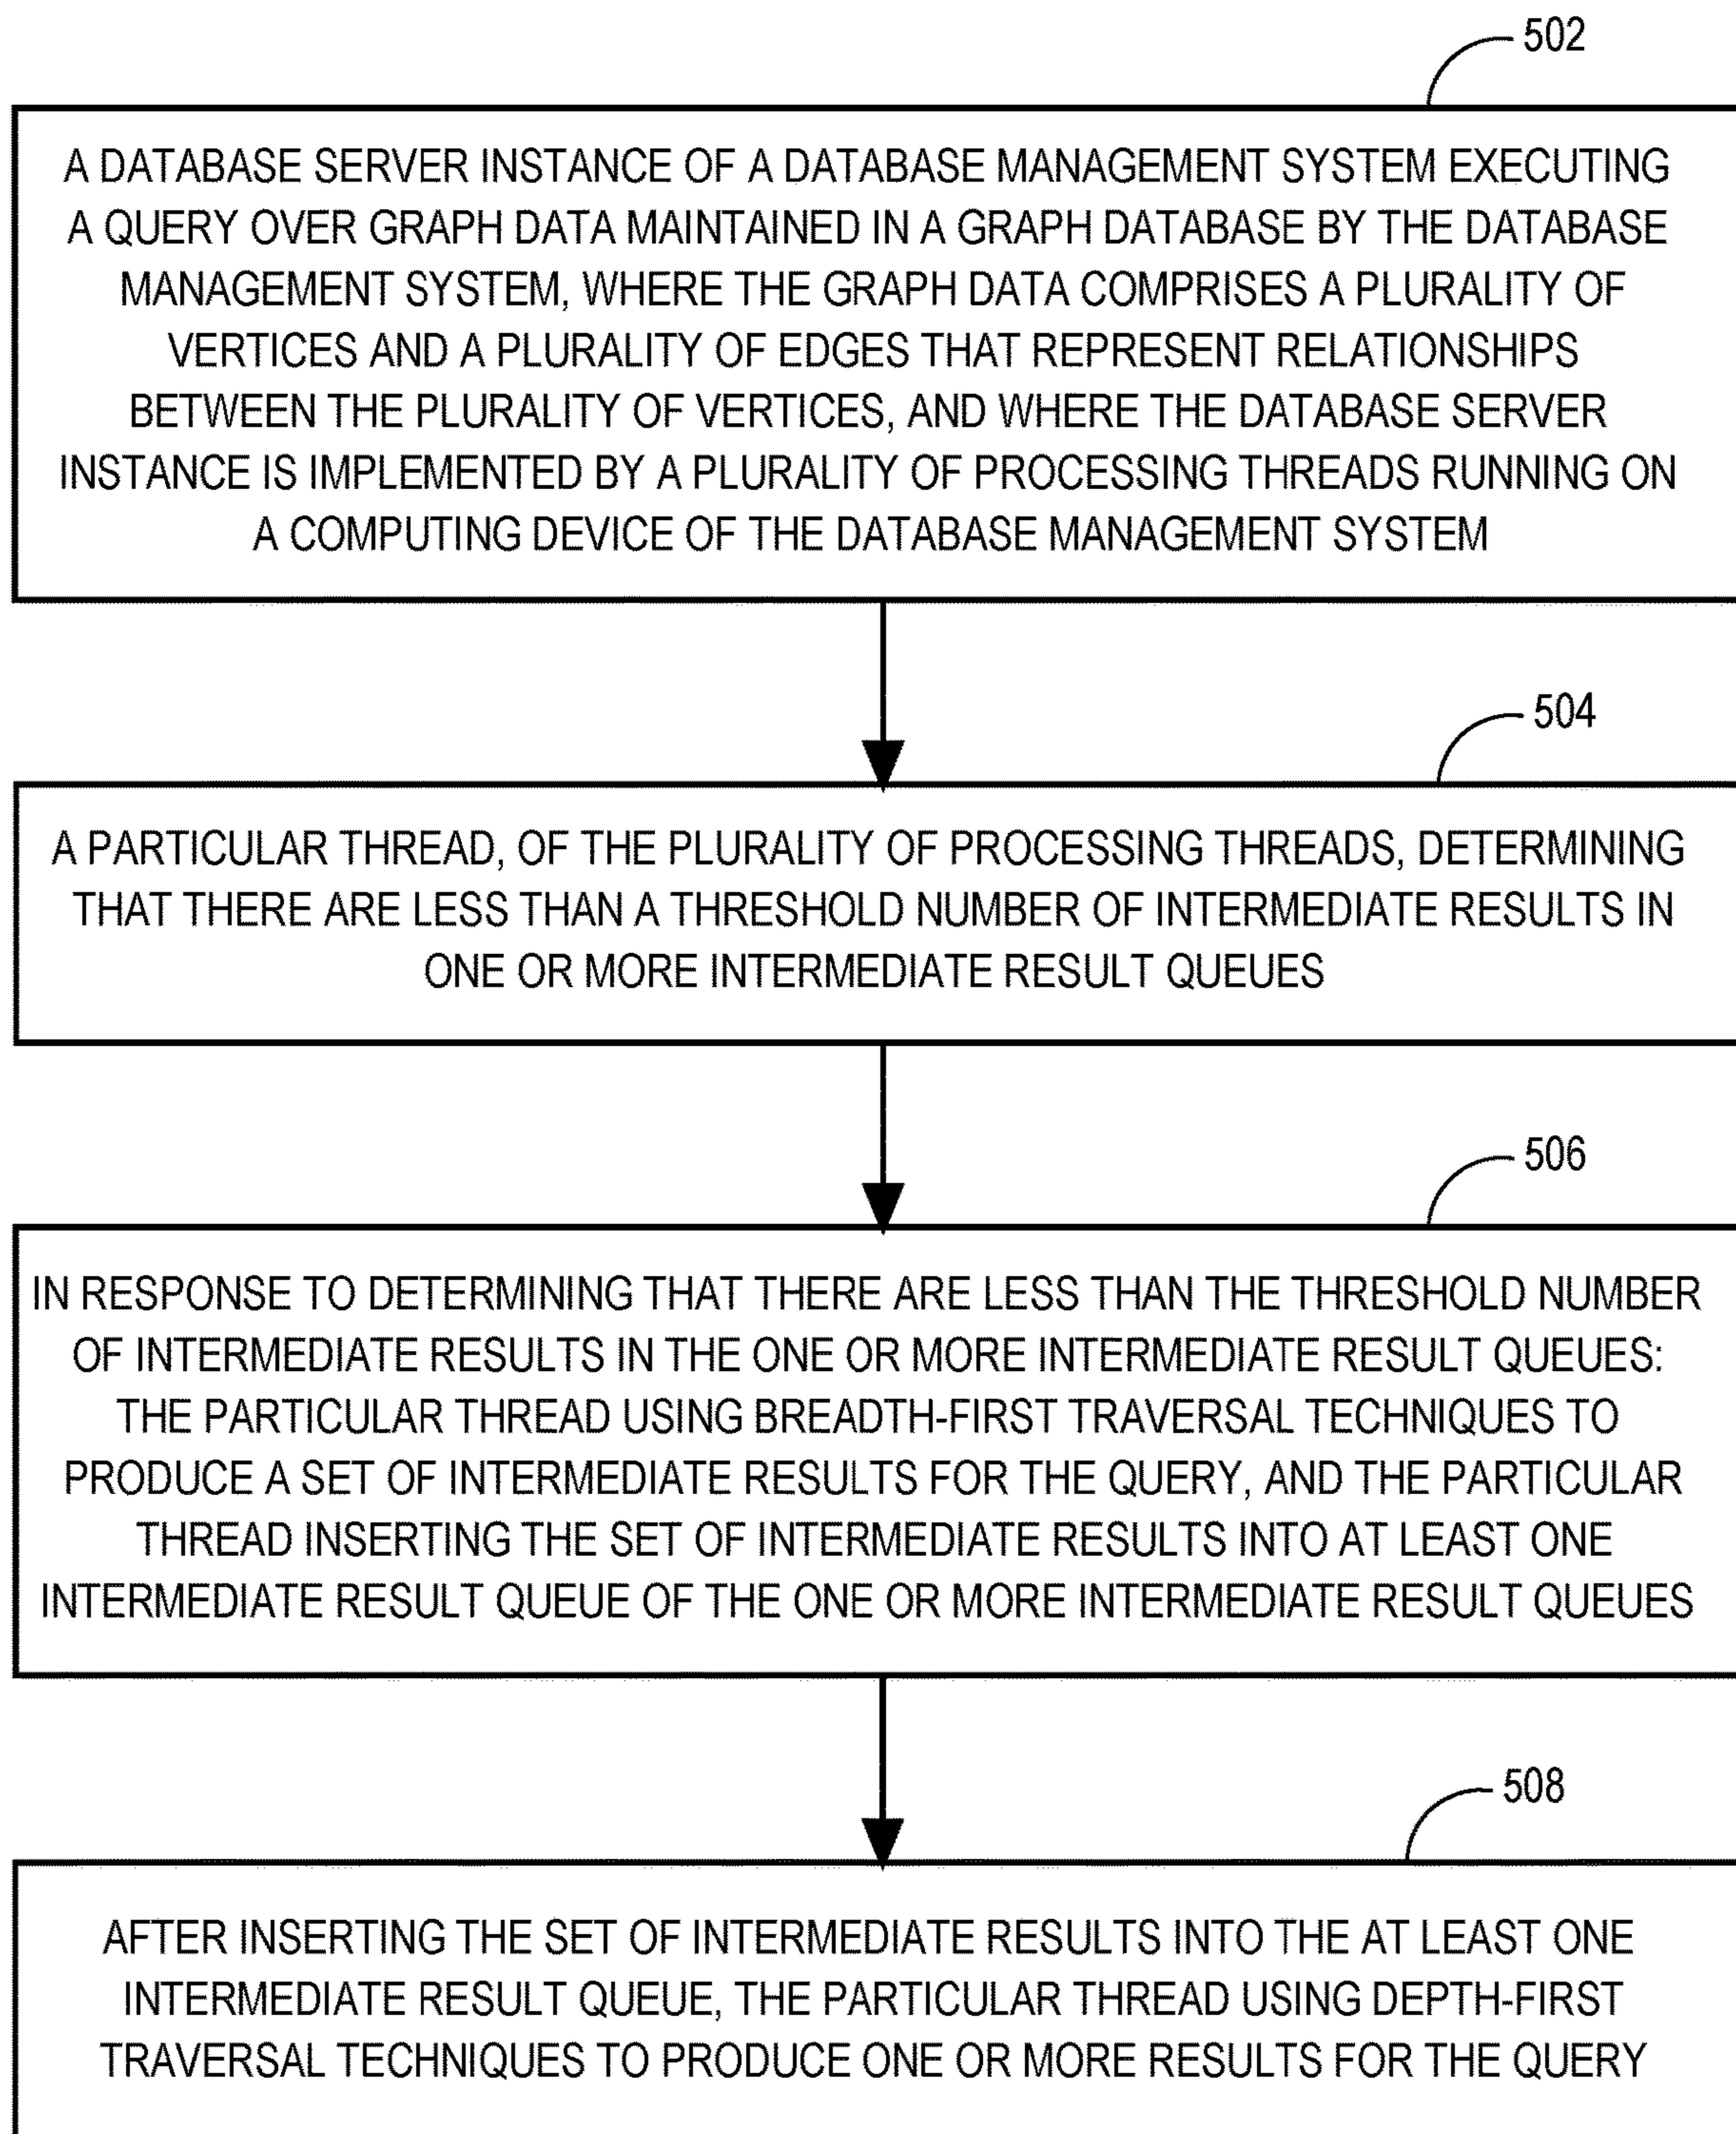 502
A DATABASE SERVER INSTANCE OF A DATABASE MANAGEMENT SYSTEM EXECUTING
A QUERY OVER GRAPH DATA MAINTAINED IN A GRAPH DATABASE BY THE DATABASE
MANAGEMENT SYSTEM, WHERE THE GRAPH DATA COMPRISES A PLURALITY OF
VERTICES AND A PLURALITY OF EDGES THAT REPRESENT RELATIONSHIPS
BETWEEN THE PLURALITY OF VERTICES, AND WHERE THE DATABASE SERVER
INSTANCE IS IMPLEMENTED BY A PLURALITY OF PROCESSING THREADS RUNNING ON
A COMPUTING DEVICE OF THE DATABASE MANAGEMENT SYSTEM
504
A PARTICULAR THREAD, OF THE PLURALITY OF PROCESSING THREADS, DETERMINING
THAT THERE ARE LESS THAN A THRESHOLD NUMBER OF INTERMEDIATE RESULTS IN
ONE OR MORE INTERMEDIATE RESULT QUEUES
506
IN RESPONSE TO DETERMINING THAT THERE ARE LESS THAN THE THRESHOLD NUMBER
OF INTERMEDIATE RESULTS IN THE ONE OR MORE INTERMEDIATE RESULT QUEUES:
THE PARTICULAR THREAD USING BREADTH-FIRST TRAVERSAL TECHNIQUES TO
PRODUCE A SET OF INTERMEDIATE RESULTS FOR THE QUERY, AND THE PARTICULAR
THREAD INSERTING THE SET OF INTERMEDIATE RESULTS INTO AT LEAST ONE
INTERMEDIATE RESULT QUEUE OF THE ONE OR MORE INTERMEDIATE RESULT QUEUES
508
AFTER INSERTING THE SET OF INTERMEDIATE RESULTS INTO THE AT LEAST ONE
INTERMEDIATE RESULT QUEUE, THE PARTICULAR THREAD USING DEPTH-FIRST
TRAVERSAL TECHNIQUES TO PRODUCE ONE OR MORE RESULTS FOR THE QUERY